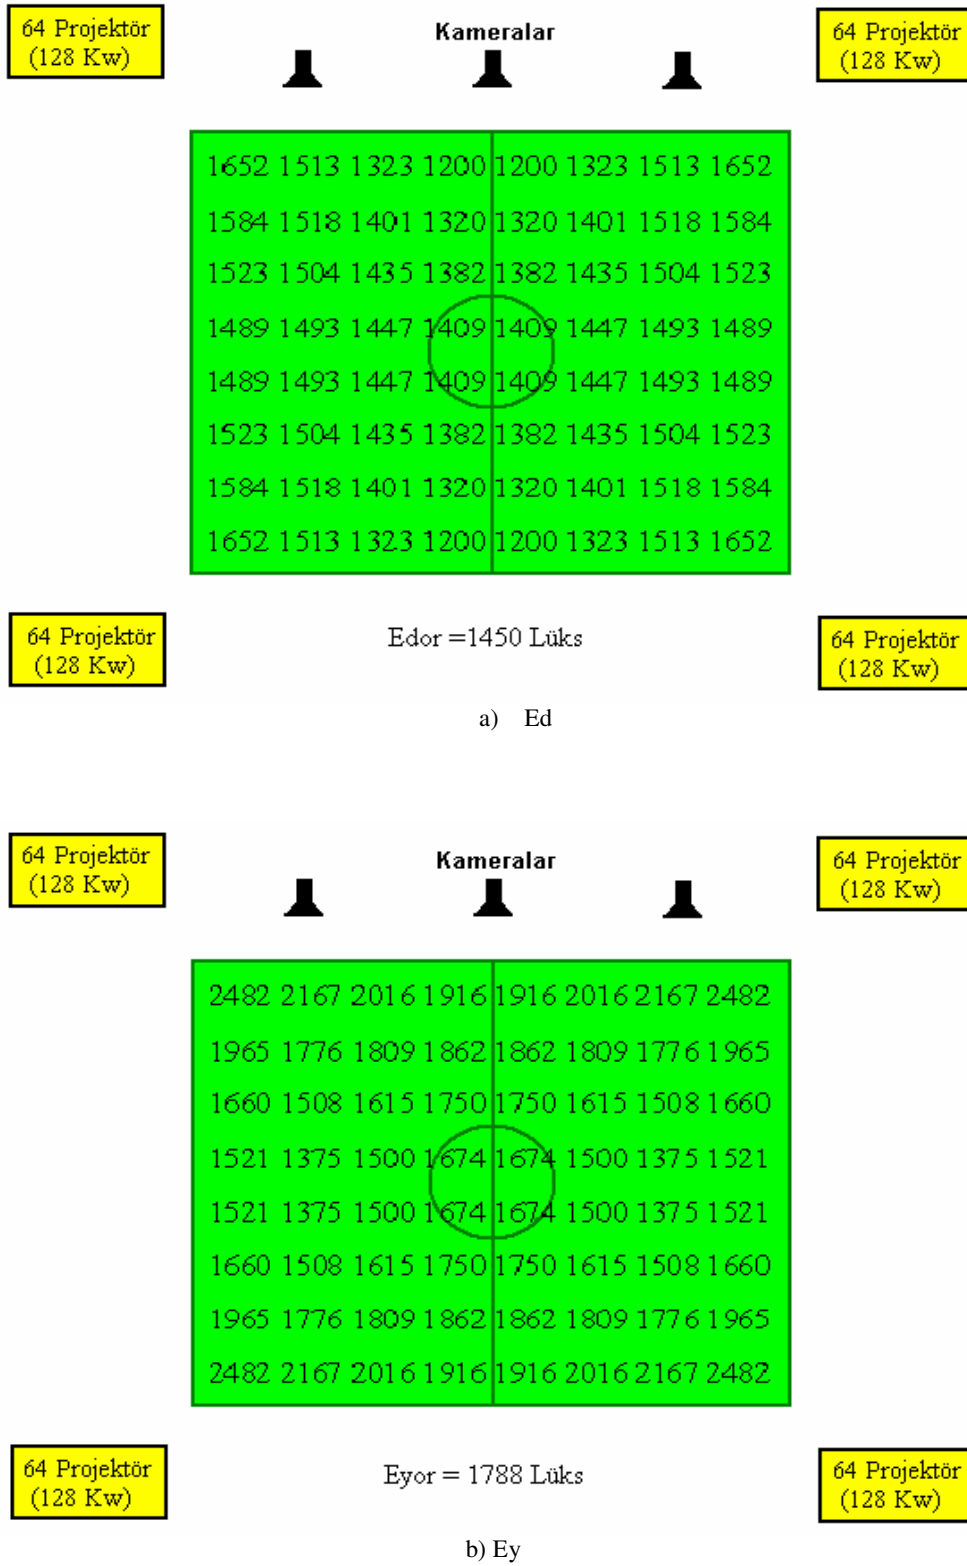 64 Projektör
(128 Kw)
Kameralar
64 Projektör
(128 Kw)
1652 1513 1323 1200 1200 1323 1513 1652
1584 1518 1401 1320 1320 1401 1518 1584
1523 1504 1435 1382 1382 1435 1504 1523
1489 1493 1447 1409 1409 1447 1493 1489
1489 1493 1447 1409 1409 1447 1493 1489
1523 1504 1435 1382 1382 1435 1504 1523
1584 1518 1401 1320 1320 1401 1518 1584
1652 1513 1323 1200 1200 1323 1513 1652
64 Projektör
(128 Kw)
Edor =1450 Lüks
64 Projektör
(128 Kw)
a) Ed
64 Projektör
(128 Kw)
Kameralar
64 Projektör
(128 Kw)
2482 2167 2016 1916 1916 2016 2167 2482
1965 1776 1809 1862 1862 1809 1776 1965
1660 1508 1615 1750 1750 1615 1508 1660
1521 1375 1500 1674 1674 1500 1375 1521
1521 1375 1500 1674 1674 1500 1375 1521
1660 1508 1615 1750 1750 1615 1508 1660
1965 1776 1809 1862 1862 1809 1776 1965
2482 2167 2016 1916 1916 2016 2167 2482
64 Projektör
(128 Kw)
Eyor = 1788 Lüks
64 Projektör
(128 Kw)
b) Ey